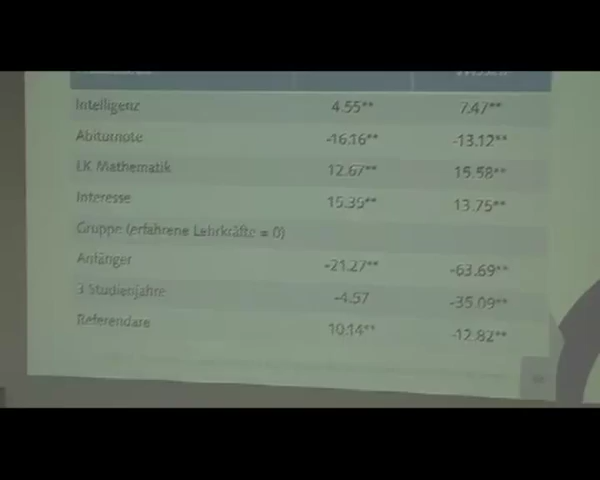 Intelligenz 4.55** 7.47**
Abiturnote -16.16** -13.12**
LK Mathematik 12.67** 15.58**
Interesse 15.35** 13.75**
Gruppe (erfahrene Lehrkräfte = 0)
Anfänger -21.27** -63.69**
3 Studienjahre -4.57 -35.09**
Referendare 10.14** -12.82**